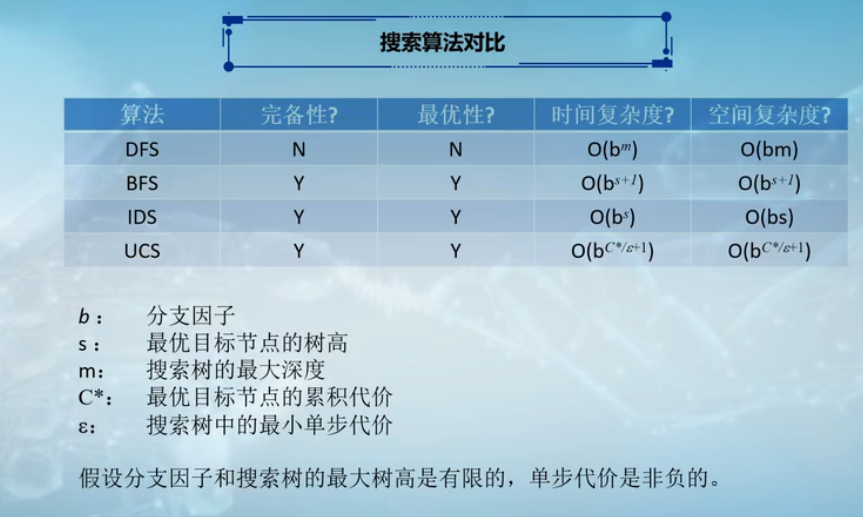 搜索算法对比
算法 完备性? 最优性? 时间复杂度? 空间复杂度?
DFS N N O(bᵐ) O(bm)
BFS Y Y O(bˢ⁺¹) O(bˢ⁺¹)
IDS Y Y O(bˢ) O(bs)
UCS Y Y O(b^C*/ε+1) O(b^C*/ε+1)
b： 分支因子
s： 最优目标节点的树高
m： 搜索树的最大深度
C*： 最优目标节点的累积代价
ε： 搜索树中的最小单步代价
假设分支因子和搜索树的最大树高是有限的，单步代价是非负的。